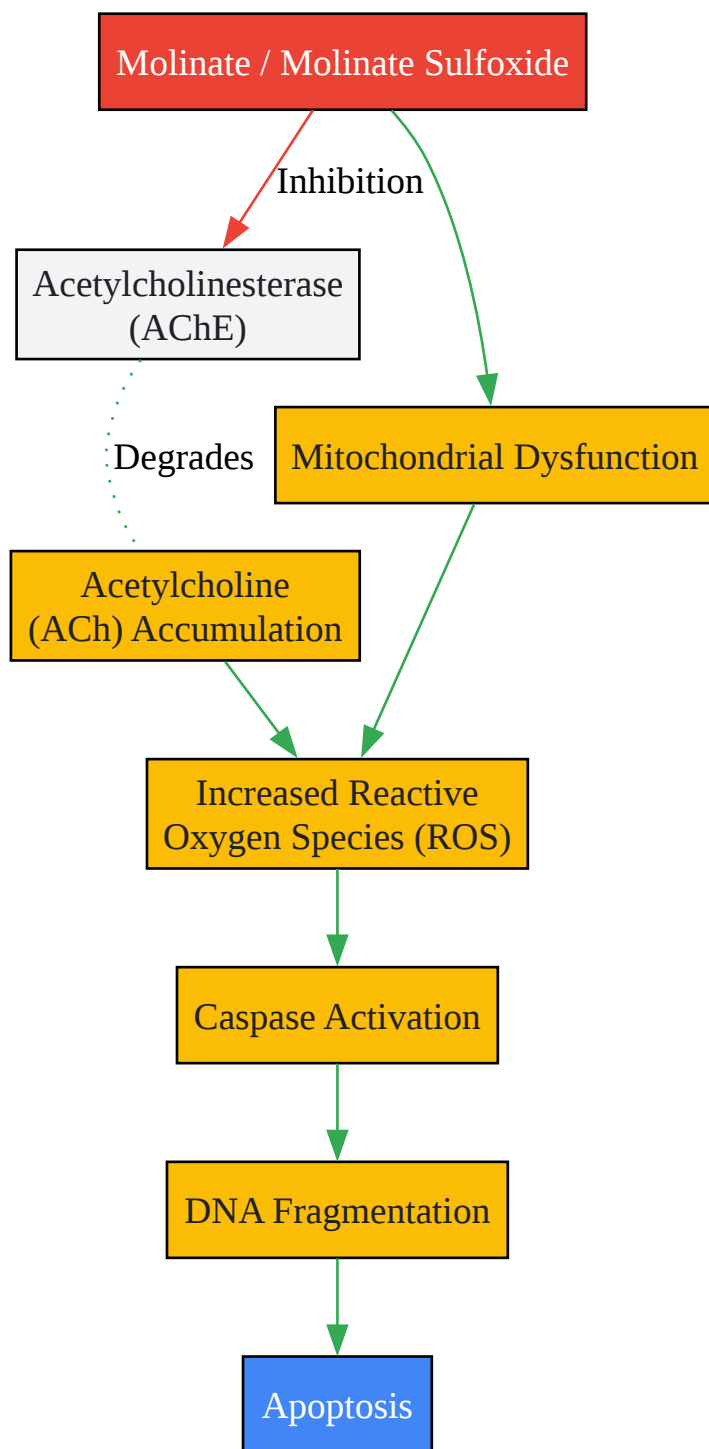 Molinate / Molinate Sulfoxide
Inhibition
Acetylcholinesterase
(AChE)
Degrades
Mitochondrial Dysfunction
Acetylcholine
(ACh) Accumulation
Increased Reactive
Oxygen Species (ROS)
Caspase Activation
DNA Fragmentation
Apoptosis